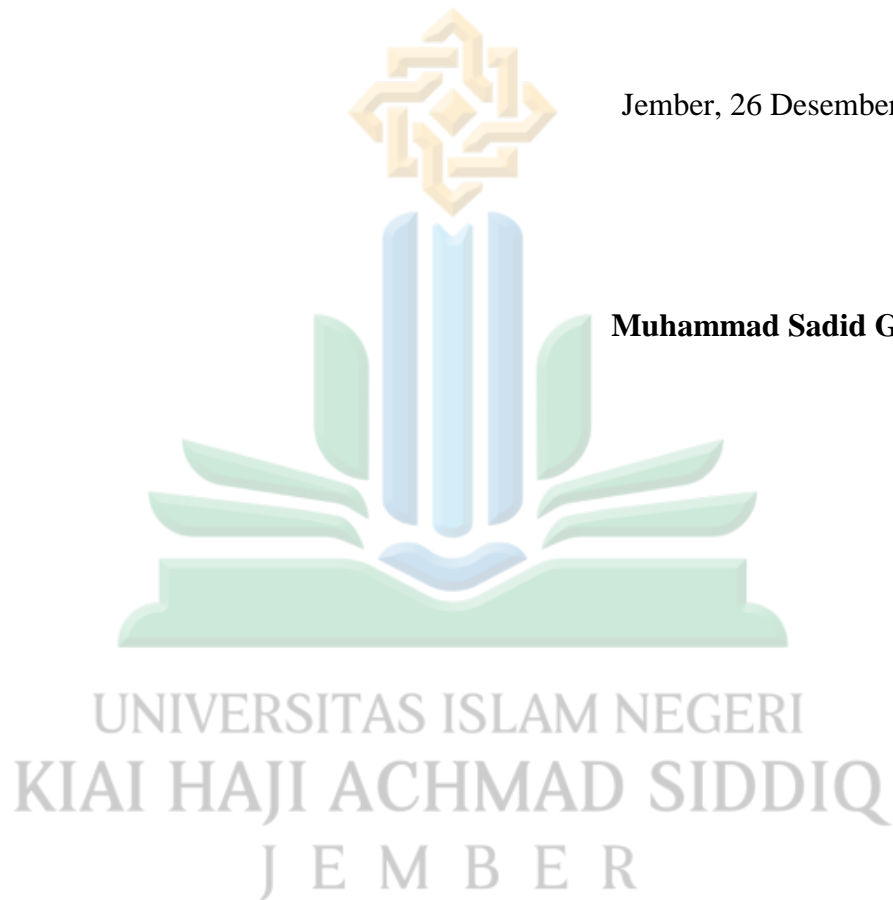 Jember, 26 Desember
Muhammad Sadid G
UNIVERSITAS ISLAM NEGERI
KIAI HAJI ACHMAD SIDDIQ
J E M B E R